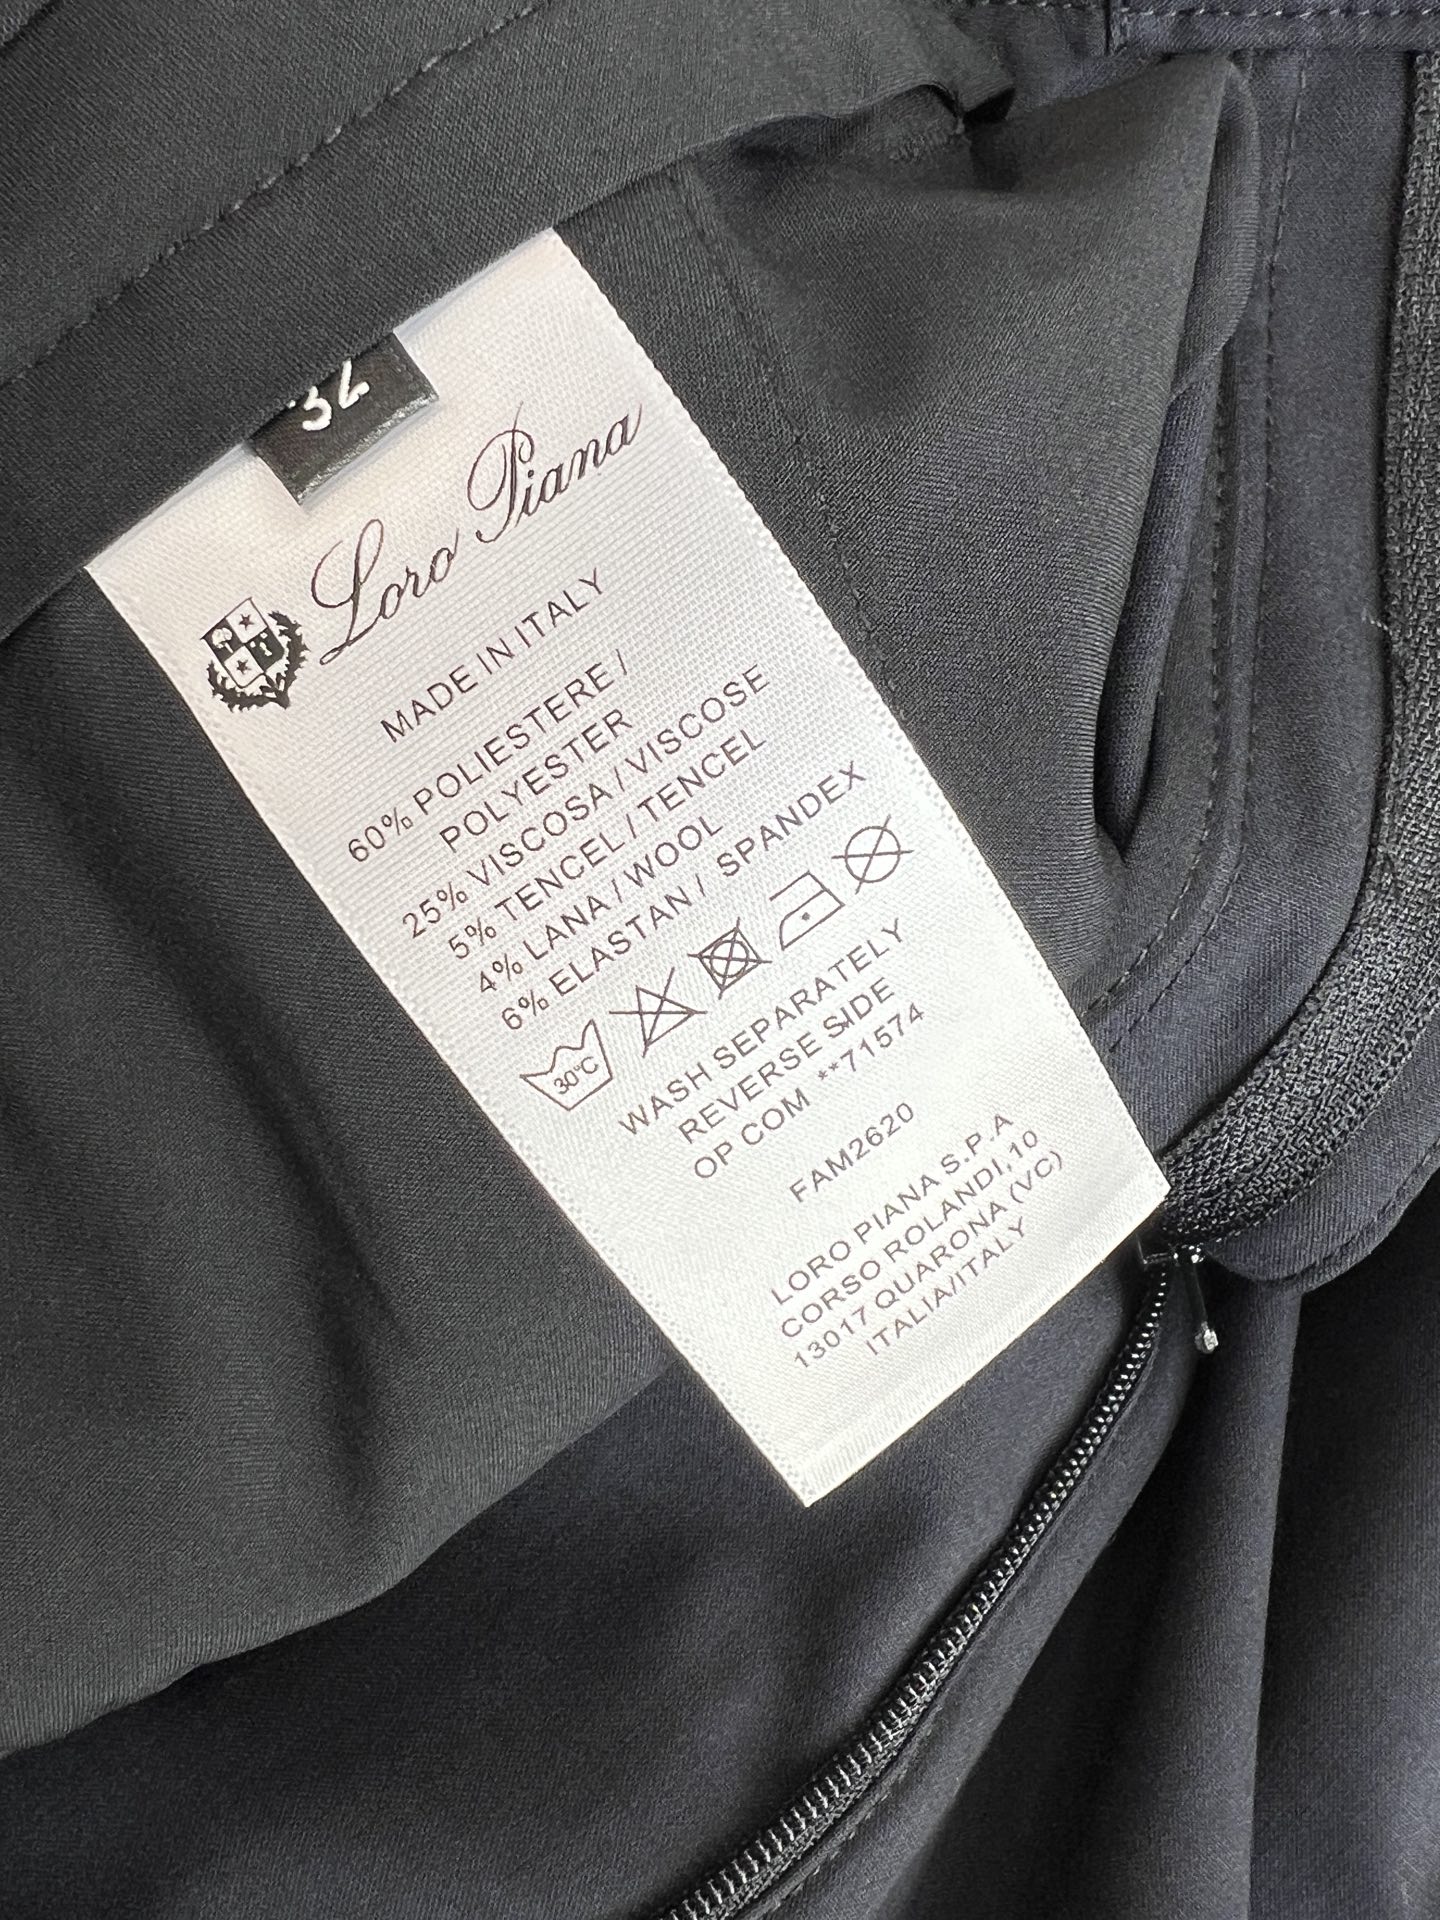 32
Loro Piana
MADE IN ITALY
60% POLIESTERE /
POLYESTER
25% VISCOSA / VISCOSE
5% TENCEL / TENCEL
4% LANA / WOOL
6% ELASTAN / SPANDEX
30°C
WASH SEPARATELY
REVERSE SIDE
OP COM **71574
FAM2620
LORO PIANA S.P.A
CORSO ROLANDI,10
13017 QUARONA (VC)
ITALIA/ITALY